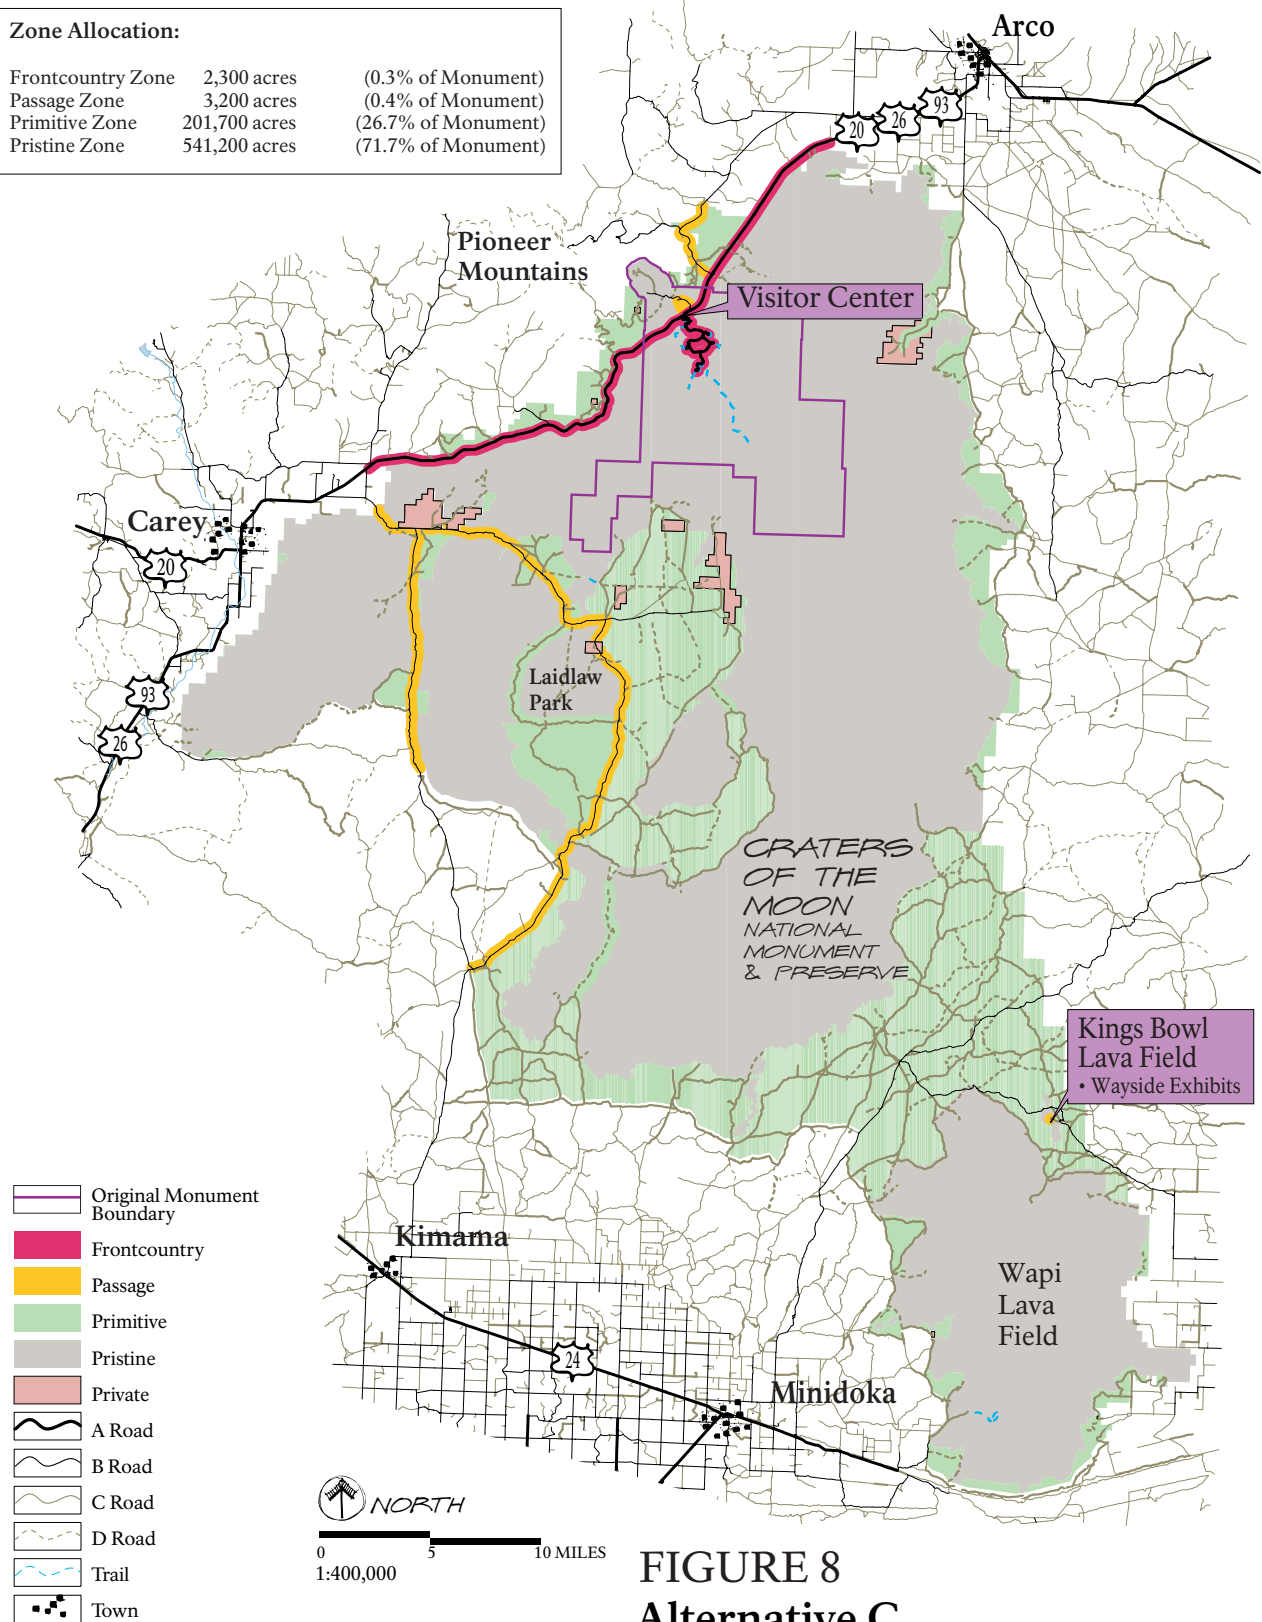 Zone Allocation:
Frontcountry Zone 2,300 acres (0.3% of Monument)
Passage Zone 3,200 acres (0.4% of Monument)
Primitive Zone 201,700 acres (26.7% of Monument)
Pristine Zone 541,200 acres (71.7% of Monument)
Arco
93
26
20
Pioneer
Mountains
Visitor Center
Carey
20
93
26
Laidlaw
Park
CRATERS
OF THE
MOON
NATIONAL
MONUMENT
& PRESERVE
Kings Bowl
Lava Field
• Wayside Exhibits
Wapi
Lava
Field
Kimama
24
Minidoka
Original Monument
Boundary
Frontcountry
Passage
Primitive
Pristine
Private
A Road
B Road
C Road
D Road
Trail
Town
NORTH
0 5 10 MILES
1:400,000
FIGURE 8
Alternative C